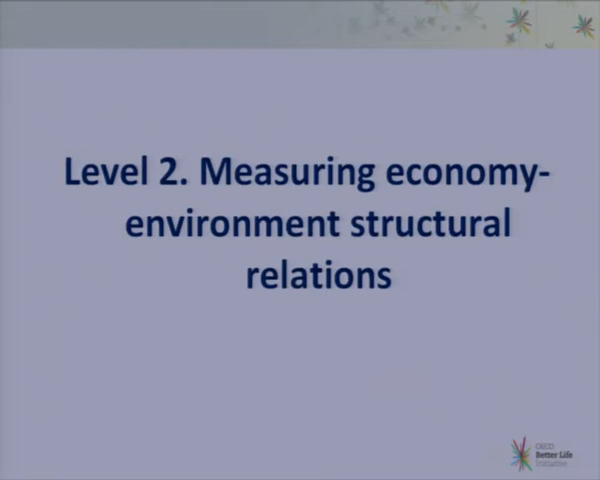 Level 2. Measuring economy-
environment structural
relations
OECD
Better Life
Initiative